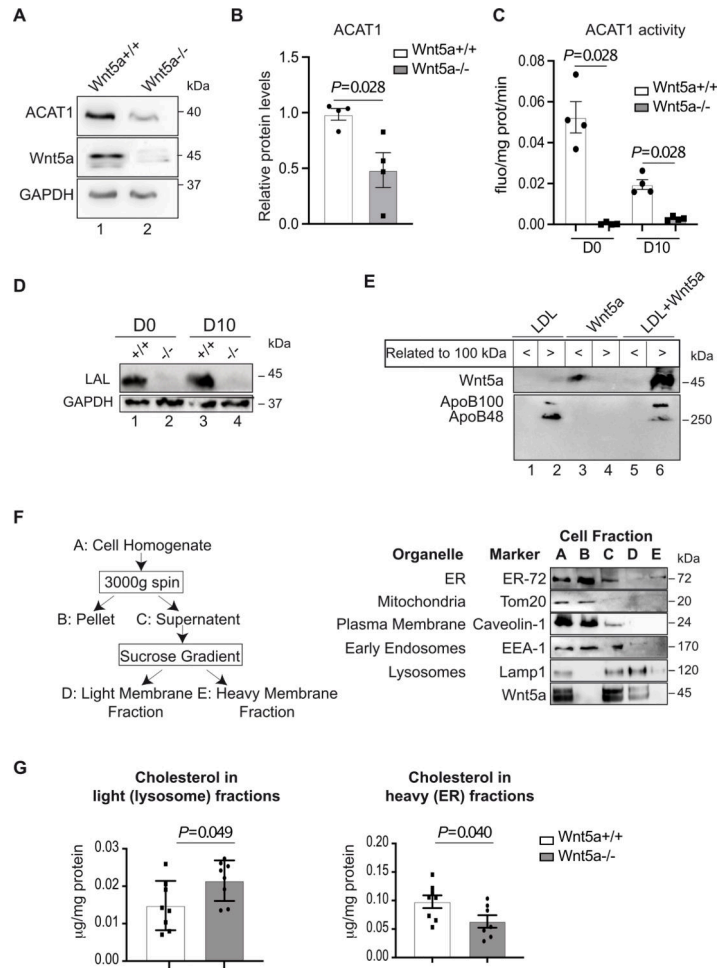 A
Wnt5a+/+ Wnt5a-/-
kDa
ACAT1
40
Wnt5a
45
37
GAPDH
1 2
B
ACAT1
Wnt5a+/+
Wnt5a-/-
P=0.028
Relative protein levels
1.5
1.0
0.5
0.0
C
ACAT1 activity
P=0.028
Wnt5a+/+
Wnt5a-/-
P=0.028
fluo/mg prot/min
0.08
0.06
0.04
0.02
0.00
D0 D10
D
D0 D10
+/+ -/- +/+ -/-
kDa
LAL
45
GAPDH
37
1 2 3 4
E
LDL Wnt5a LDL+Wnt5a
Related to 100 kDa < > < > < > kDa
Wnt5a
45
ApoB100
ApoB48
250
1 2 3 4 5 6
F
A: Cell Homogenate
3000g spin
B: Pellet C: Supernatent
Sucrose Gradient
D: Light Membrane Fraction
E: Heavy Membrane Fraction
Cell Fraction
Organelle Marker A B C D E kDa
ER ER-72 72
Mitochondria Tom20 20
Plasma Membrane Caveolin-1 24
Early Endosomes EEA-1 170
Lysosomes Lamp1 120
Wnt5a 45
G
Cholesterol in
light (lysosome) fractions
P=0.049
µg/mg protein
0.03
0.02
0.01
0.00
Cholesterol in
heavy (ER) fractions
P=0.040
µg/mg protein
0.20
0.15
0.10
0.05
0.00
Wnt5a+/+
Wnt5a-/-